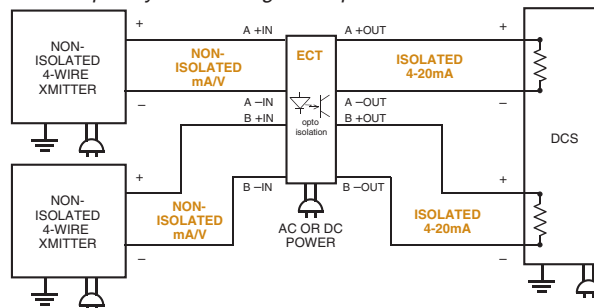 +
A +IN
A +OUT
+
NON-
ISOLATED
4-WIRE
XMITTER
NON-
ISOLATED
mA/V
ECT
ISOLATED
4-20mA
–
A –IN
A –OUT
–
B +IN
B +OUT
opto
isolation
DCS
+
+
NON-
ISOLATED
4-WIRE
XMITTER
B –IN
B –OUT
NON-
ISOLATED
mA/V
ISOLATED
4-20mA
AC OR DC
POWER
–
–